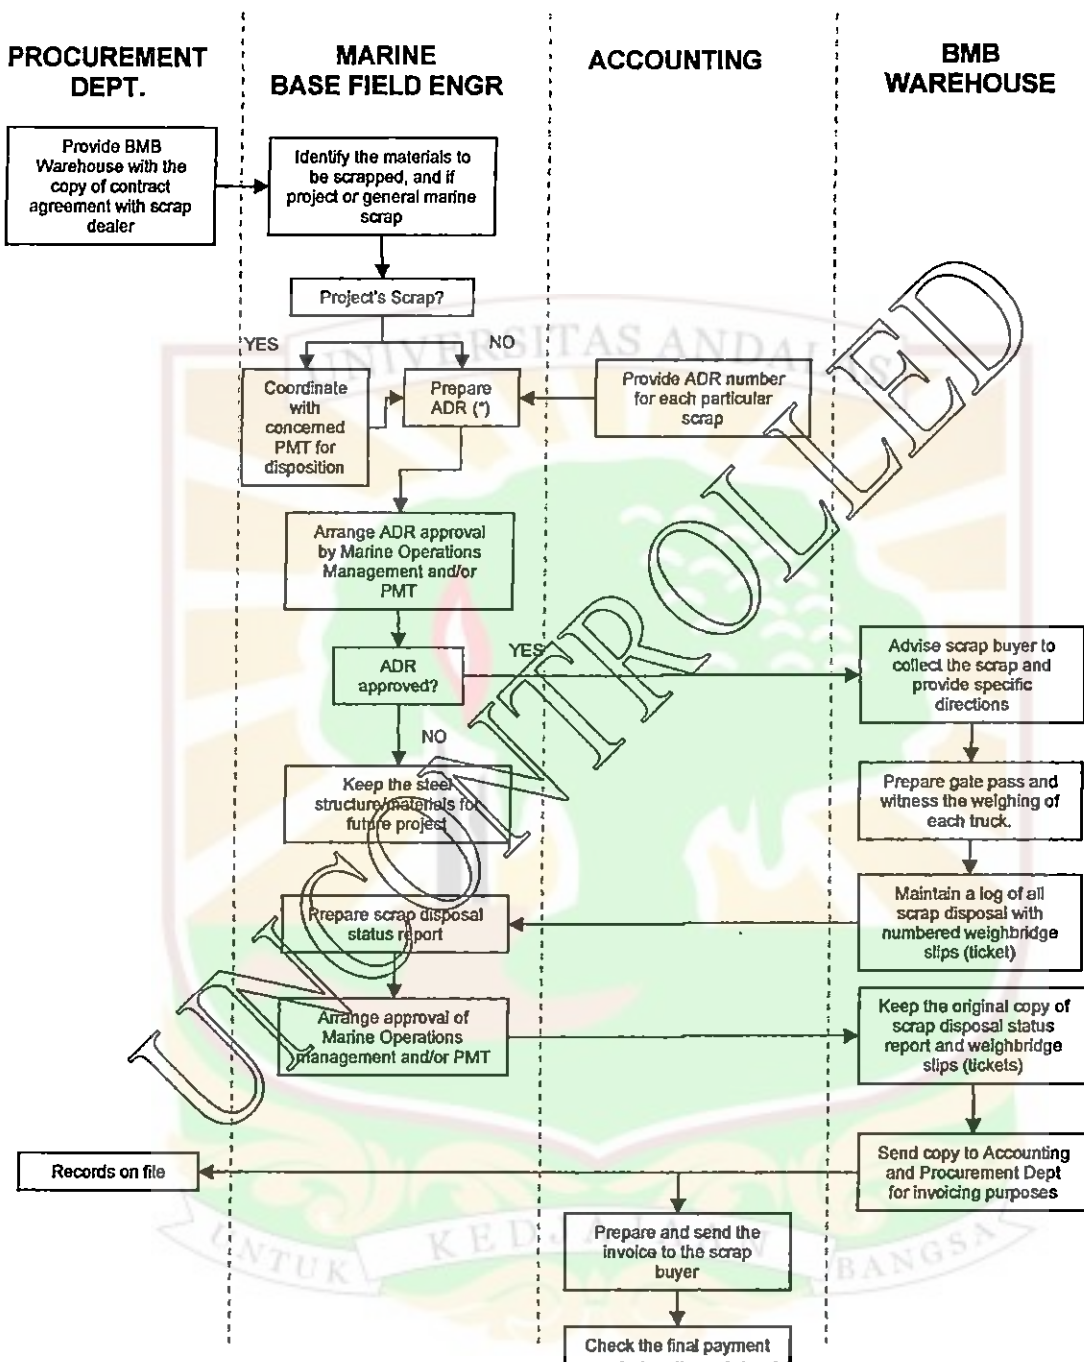 PROCUREMENT
DEPT.
MARINE
BASE FIELD ENGR
ACCOUNTING
BMB
WAREHOUSE
Provide BMB
Warehouse with the
copy of contract
agreement with scrap
dealer
Identify the materials to
be scrapped, and if
project or general marine
scrap
Project's Scrap?
YES
NO
Coordinate
with
concerned
PMT for
disposition
Prepare
ADR (*)
Provide ADR number
for each particular
scrap
Arrange ADR approval
by Marine Operations
Management and/or
PMT
ADR
approved?
YES
NO
Advise scrap buyer to
collect the scrap and
provide specific
directions
Keep the steel
structure/materials for
future project
Prepare gate pass and
witness the weighing of
each truck.
Maintain a log of all
scrap disposal with
numbered weighbridge
slips (ticket)
Prepare scrap disposal
status report
Arrange approval of
Marine Operations
management and/or PMT
Keep the original copy of
scrap disposal status
report and weighbridge
slips (tickets)
Send copy to Accounting
and Procurement Dept
for invoicing purposes
Records on file
Prepare and send the
invoice to the scrap
buyer
Check the final payment
UNCONTROLLED
UNIVERSITAS ANDALAS
UNTUK KEDJAJAAN BANGSA